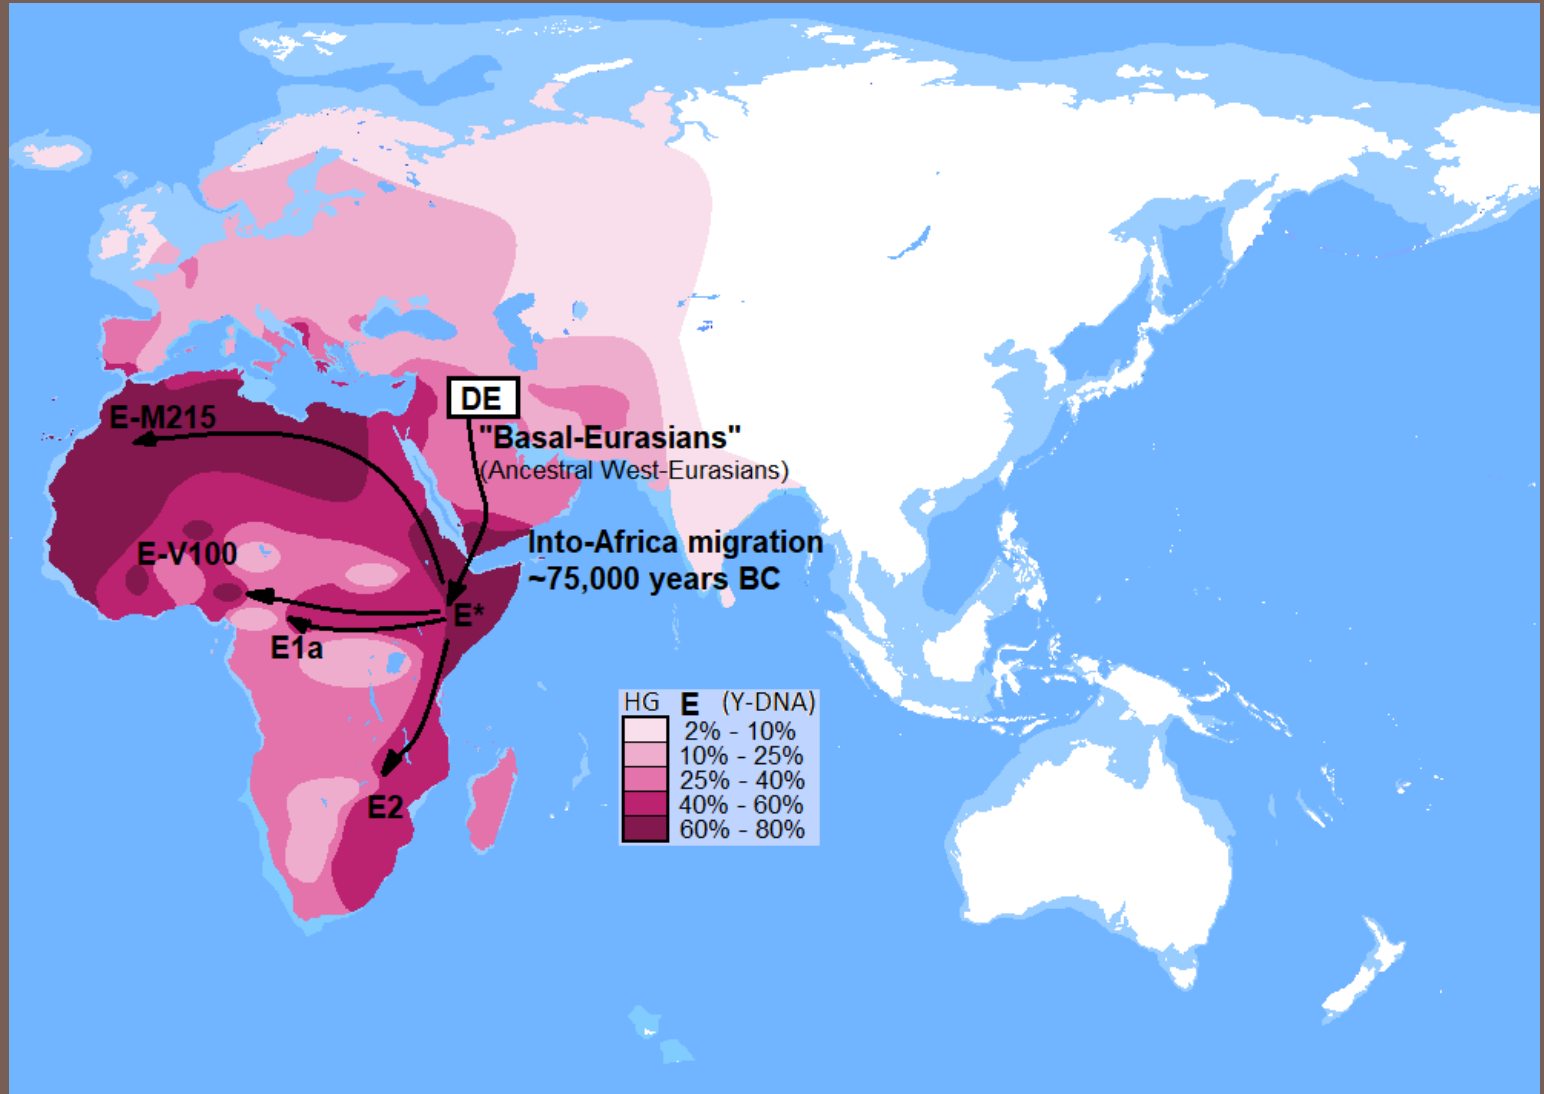 DE
E-M215
"Basal-Eurasians"
(Ancestral West-Eurasians)
Into-Africa migration
~75,000 years BC
E-V100
E*
E1a
E2
HG E (Y-DNA)
2% - 10%
10% - 25%
25% - 40%
40% - 60%
60% - 80%